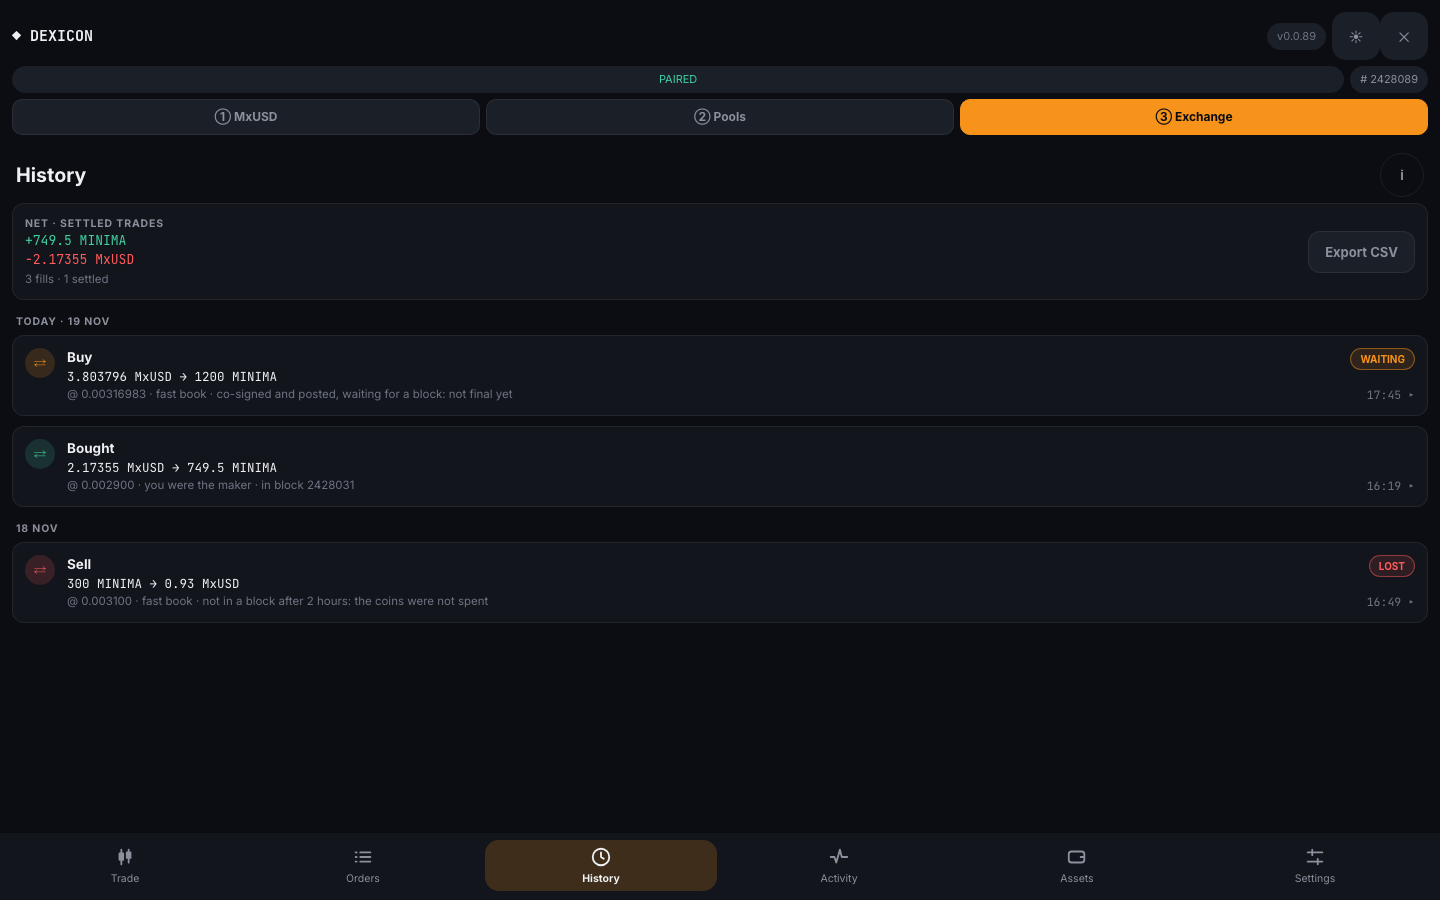 ◆ DEXICON
v0.0.89
PAIRED
# 2428089
① MxUSD
② Pools
③ Exchange
History
i
NET · SETTLED TRADES
+749.5 MINIMA
-2.17355 MxUSD
3 fills · 1 settled
Export CSV
TODAY · 19 NOV
Buy
WAITING
3.803796 MxUSD → 1200 MINIMA
@ 0.00316983 · fast book · co-signed and posted, waiting for a block: not final yet
17:45 ▸
Bought
2.17355 MxUSD → 749.5 MINIMA
@ 0.002900 · you were the maker · in block 2428031
16:19 ▸
18 NOV
Sell
LOST
300 MINIMA → 0.93 MxUSD
@ 0.003100 · fast book · not in a block after 2 hours: the coins were not spent
16:49 ▸
Trade
Orders
History
Activity
Assets
Settings